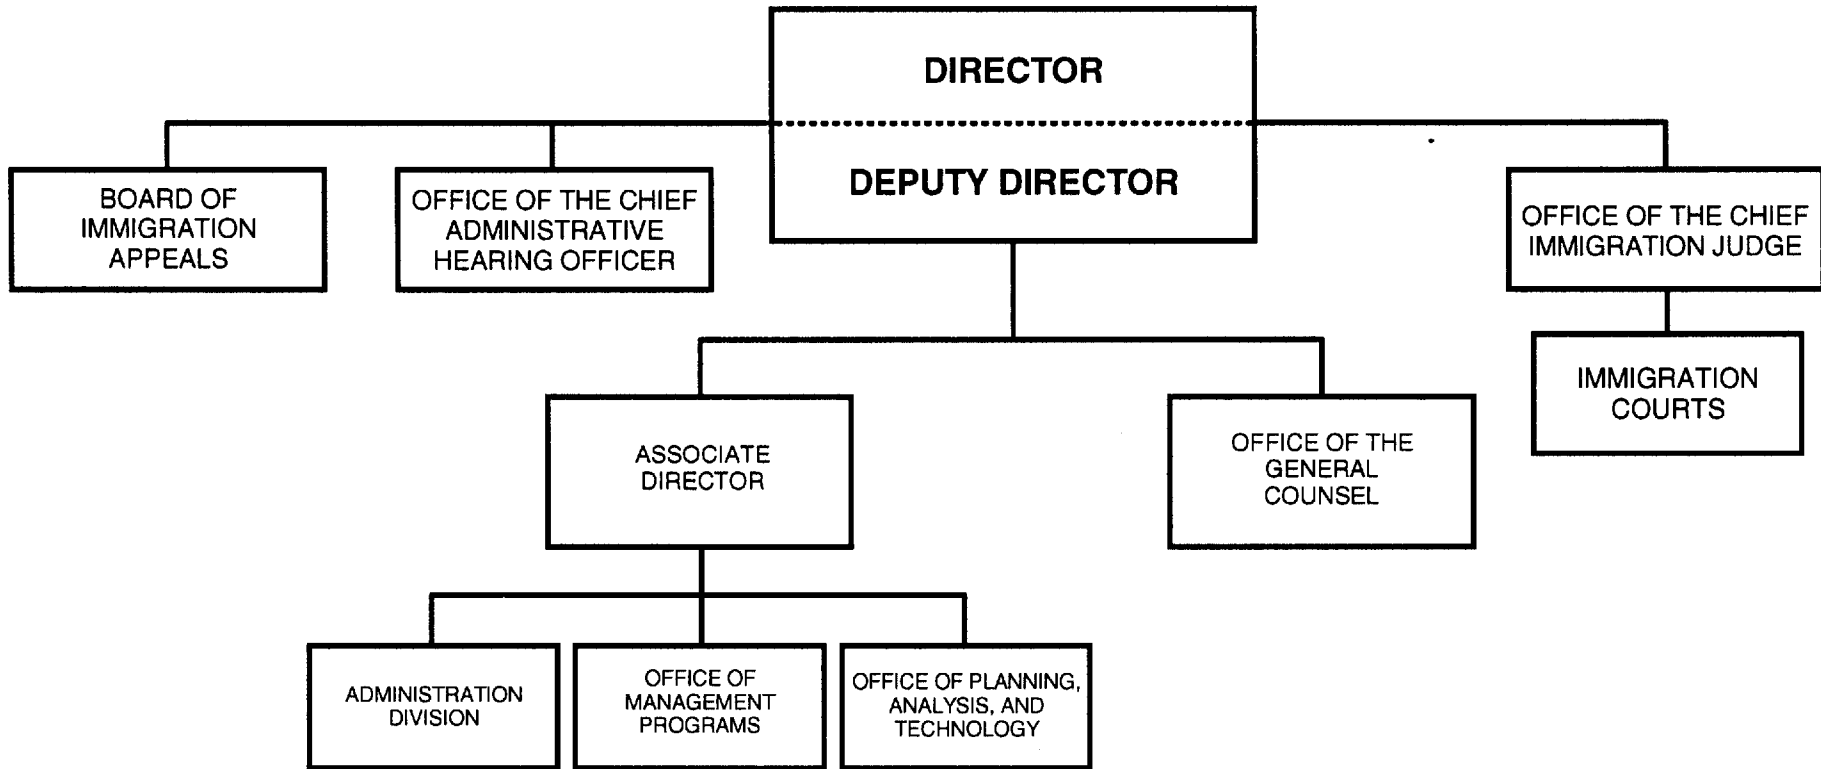 DIRECTOR
DEPUTY DIRECTOR
BOARD OF
IMMIGRATION
APPEALS
OFFICE OF THE CHIEF
ADMINISTRATIVE
HEARING OFFICER
OFFICE OF THE CHIEF
IMMIGRATION JUDGE
IMMIGRATION
COURTS
ASSOCIATE
DIRECTOR
OFFICE OF THE
GENERAL
COUNSEL
ADMINISTRATION
DIVISION
OFFICE OF
MANAGEMENT
PROGRAMS
OFFICE OF PLANNING,
ANALYSIS, AND
TECHNOLOGY